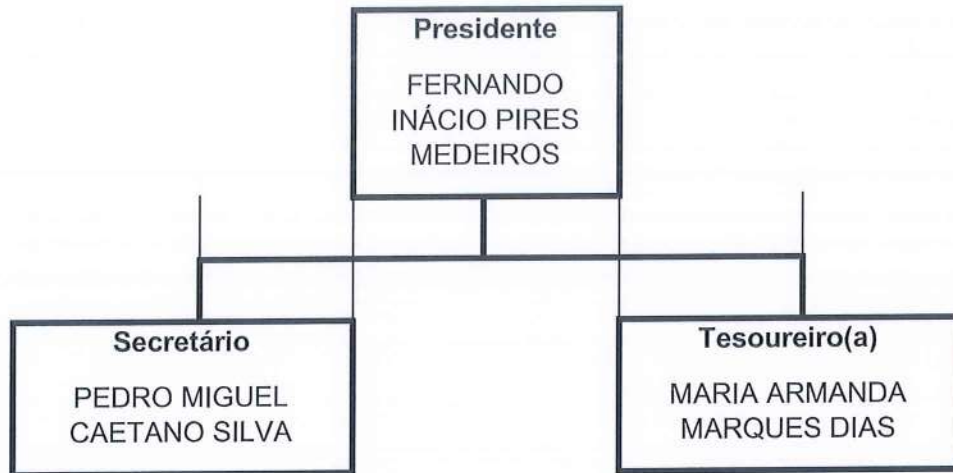 Presidente
FERNANDO
INÁCIO PIRES
MEDEIROS
Secretário
PEDRO MIGUEL
CAETANO SILVA
Tesoureiro(a)
MARIA ARMANDA
MARQUES DIAS